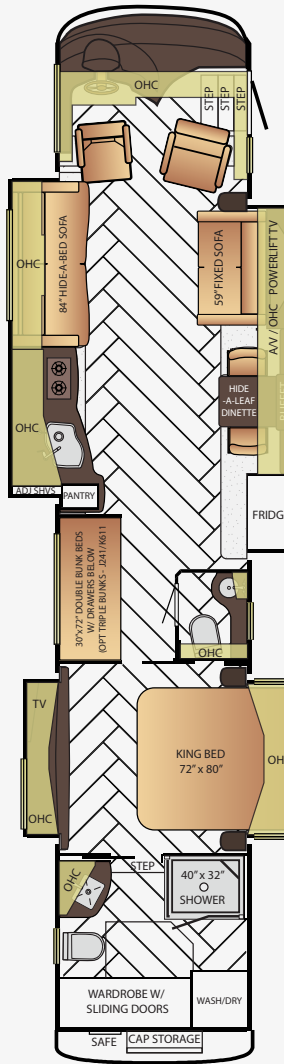 OHC
STEP
STEP
STEP
84" HIDE-A-BED SOFA
OHC
59" FIXED SOFA
A/V / OHC POWERLIFT TV
HIDE
-A-LEAF
DINETTE
OHC
ADJ SHVS
PANTRY
FRIDG
30"x72" DOUBLE BUNK BEDS
W/ DRAWERS BELOW
(OPT TRIPLE BUNKS - J241/K611
OHC
TV
OHC
KING BED
72" x 80"
OH
STEP
OHC
40" x 32"
SHOWER
WARDROBE W/
SLIDING DOORS
WASH/DRY
SAFE
CAP STORAGE